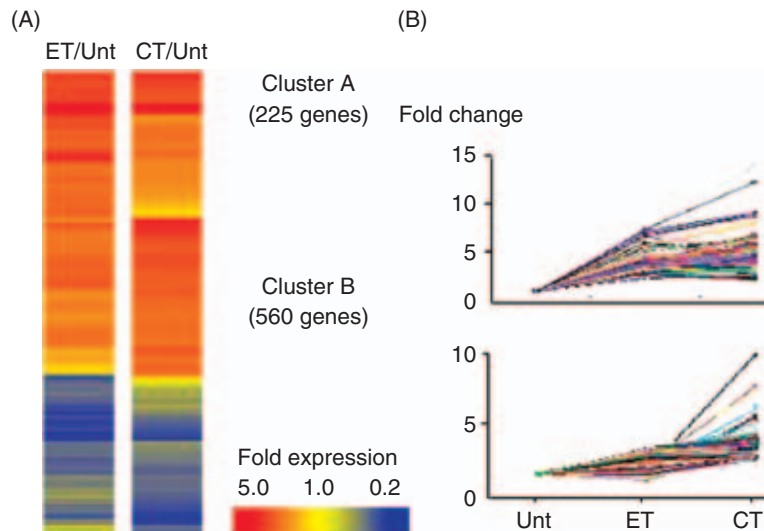 (A)
ET/Unt CT/Unt
Cluster A
(225 genes)
Cluster B
(560 genes)
Fold expression
5.0 1.0 0.2
(B)
Fold change
15
10
5
0
10
5
0
Unt ET CT